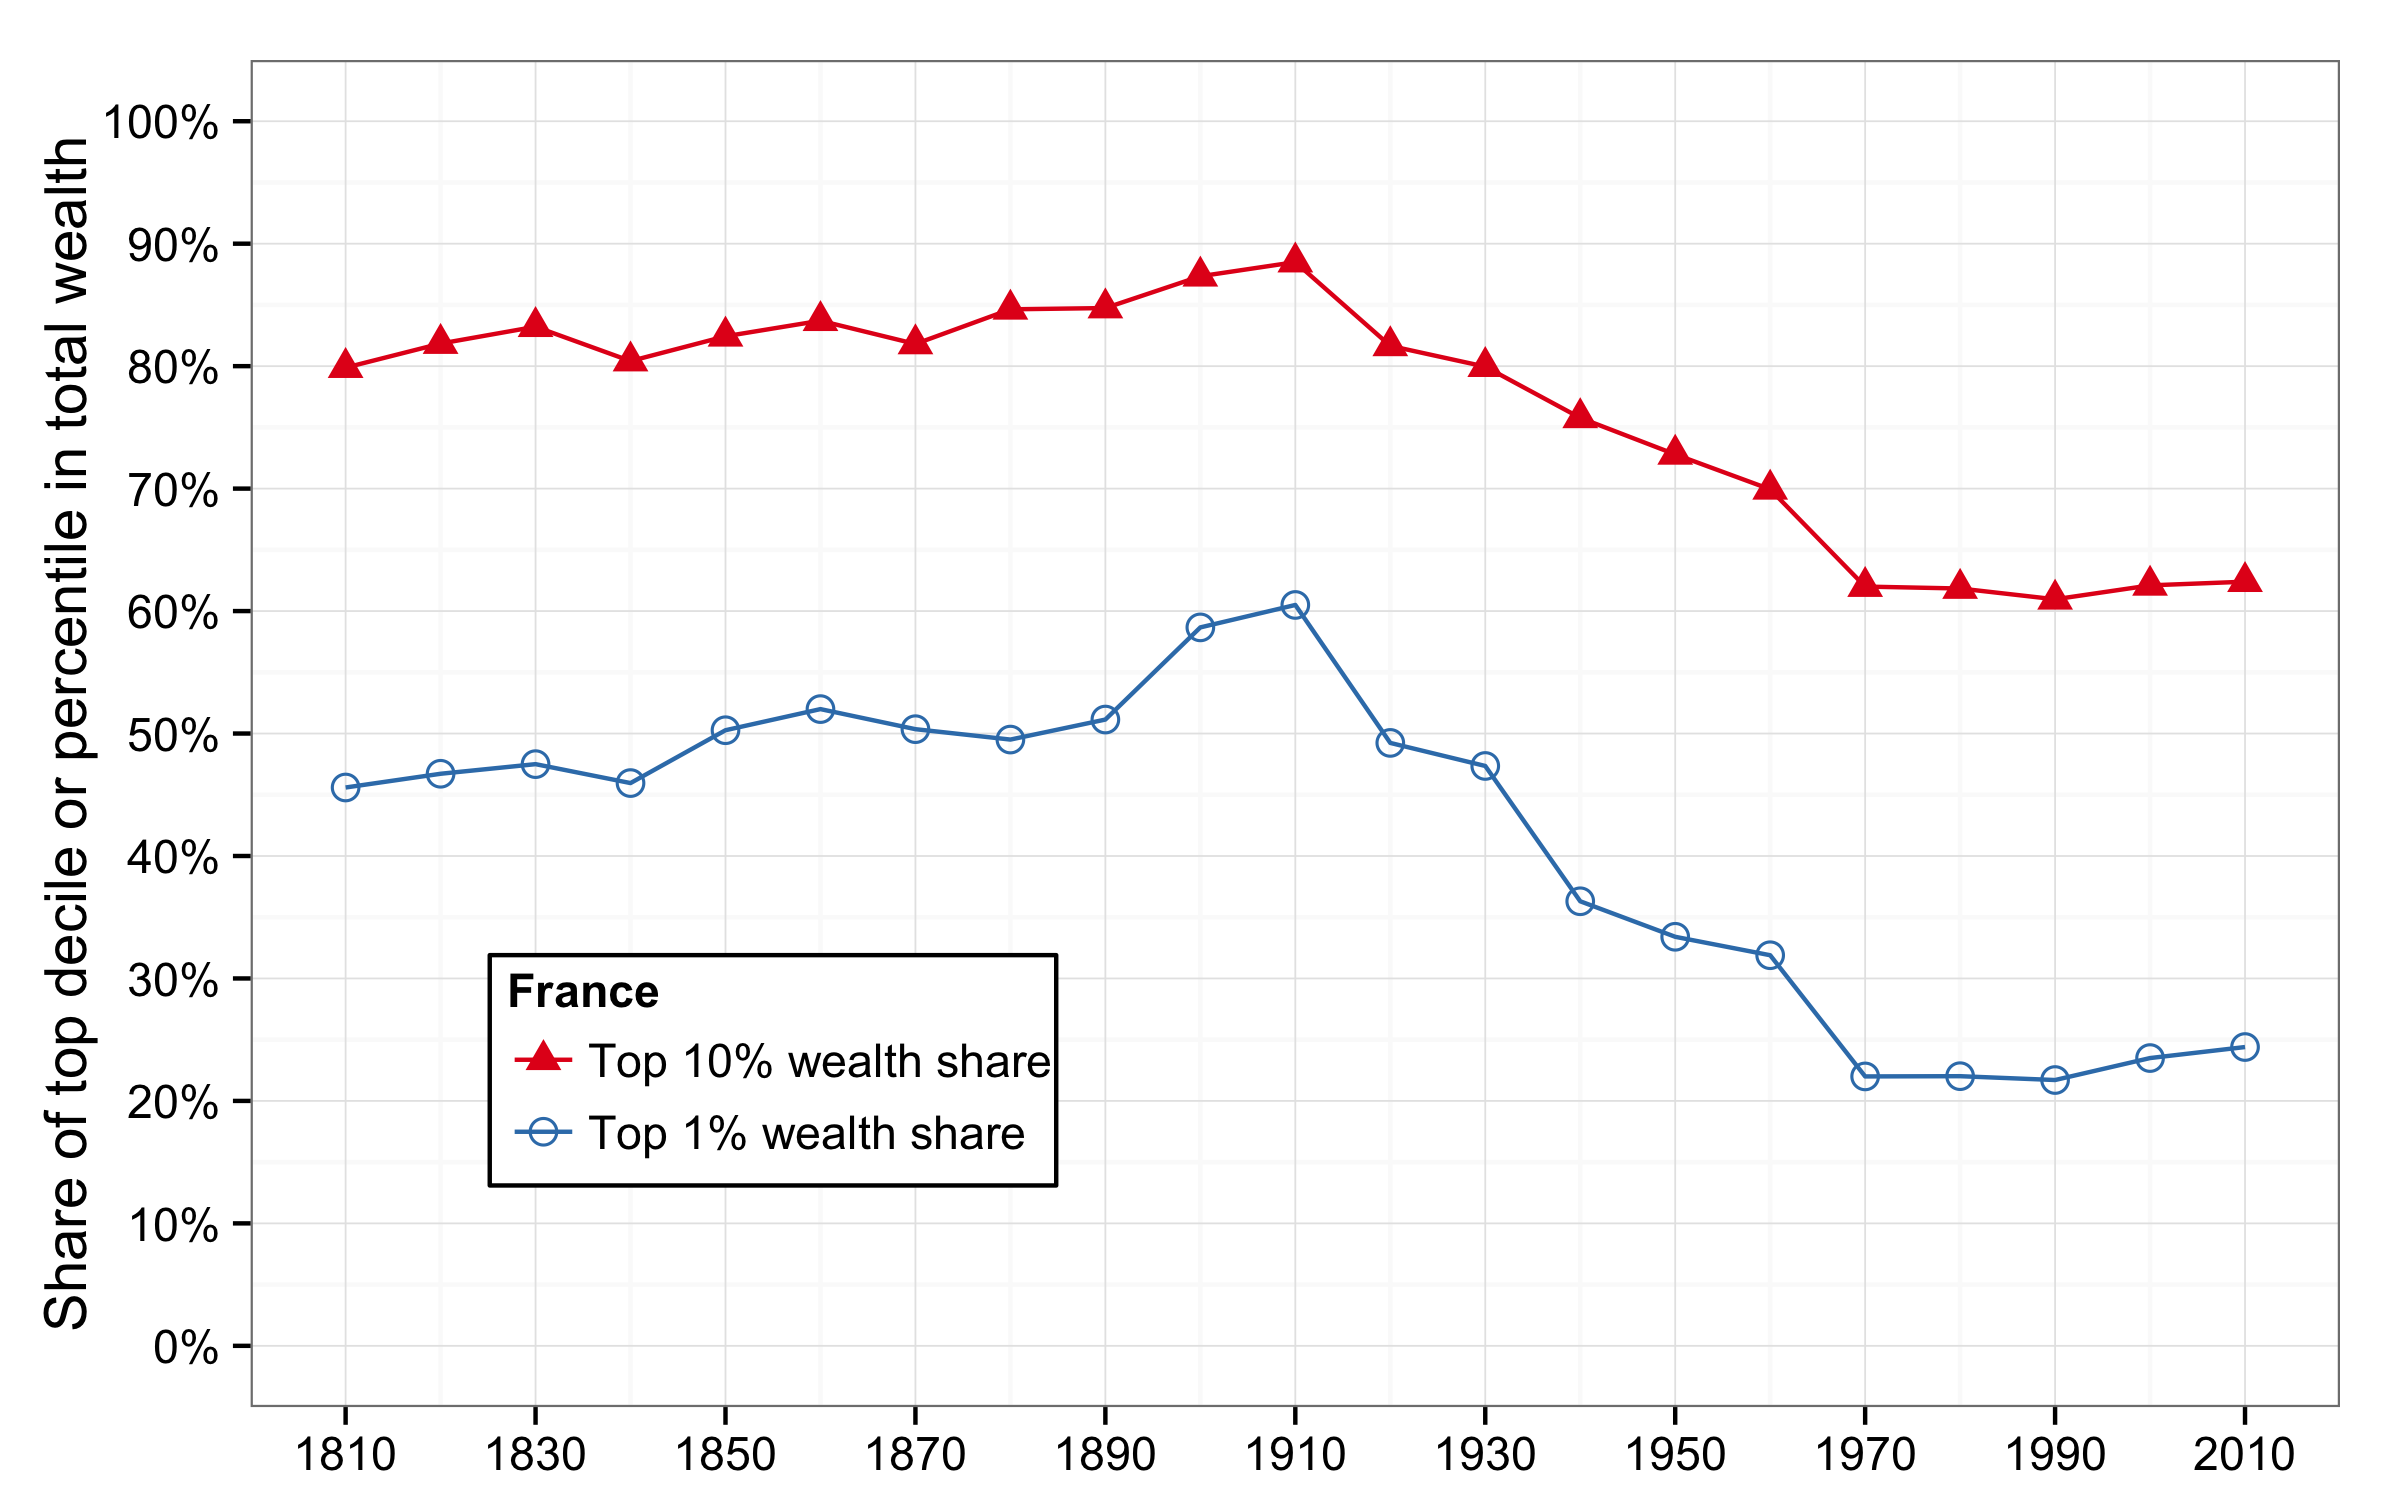 Share of top decile or percentile in total wealth
100%
90%
80%
70%
60%
50%
40%
30%
20%
10%
0%
France
Top 10% wealth share
Top 1% wealth share
1810 1830 1850 1870 1890 1910 1930 1950 1970 1990 2010